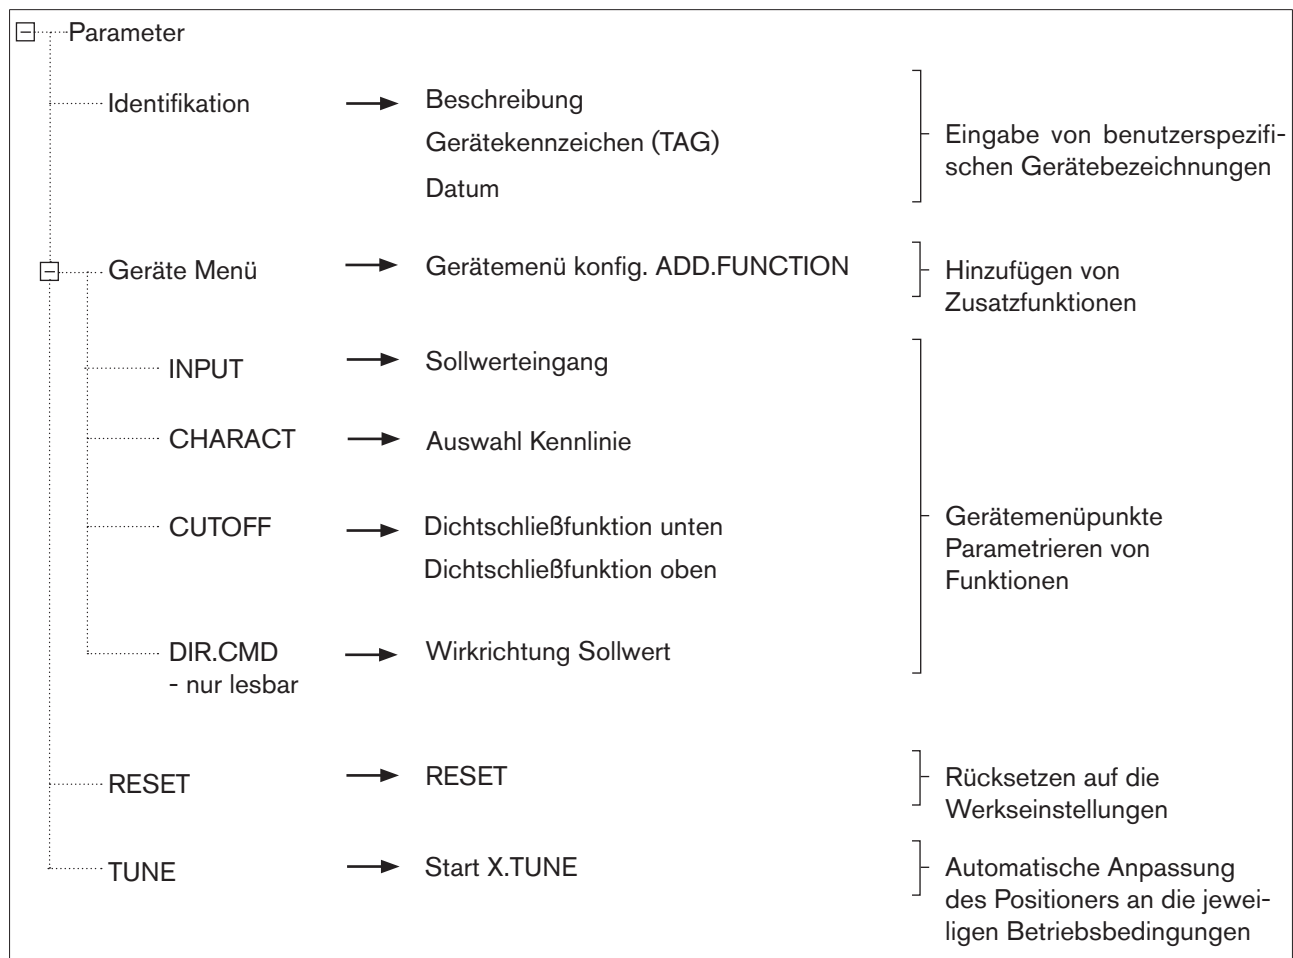 Parameter
Identifikation
Beschreibung
Gerätekennzeichen (TAG)
Datum
Eingabe von benutzerspezifi-
schen Gerätebezeichnungen
Geräte Menü
Gerätemenü konfig. ADD.FUNCTION
Hinzufügen von
Zusatzfunktionen
INPUT
Sollwerteingang
CHARACT
Auswahl Kennlinie
CUTOFF
Dichtschließfunktion unten
Dichtschließfunktion oben
Gerätemenüpunkte
Parametrieren von
Funktionen
DIR.CMD
- nur lesbar
Wirkrichtung Sollwert
RESET
RESET
Rücksetzen auf die
Werkseinstellungen
TUNE
Start X.TUNE
Automatische Anpassung
des Positioners an die jewei-
ligen Betriebsbedingungen